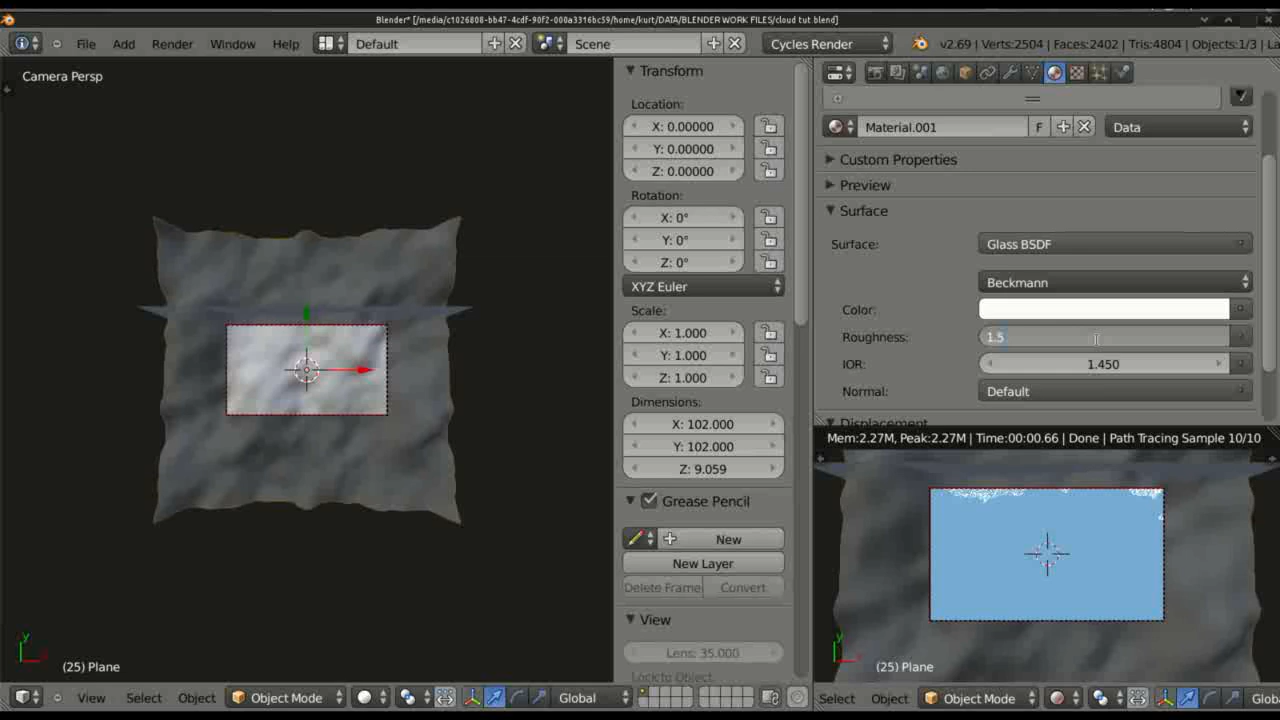 Blender* [/media/c1026808-bb47-4cdf-90f2-000a3316bc59/home/kurt/DATA/BLENDER WORK FILES/cloud tut blend]
File Add Render Window Help Default Scene Cycles Render v2.69 | Verts:2504 | Faces:2402 | Tris:4804 | Objects:1/3 | La
Camera Persp
Transform
Location:
X: 0.00000
Y: 0.00000
Z: 0.00000
Rotation:
X: 0°
Y: 0°
Z: 0°
XYZ Euler
Scale:
X: 1.000
Y: 1.000
Z: 1.000
Dimensions:
X: 102.000
Y: 102.000
Z: 9.059
Grease Pencil
New
New Layer
Delete Frame Convert
View
Lens: 35.000
Lock to Object:
Material.001 F Data
Custom Properties
Preview
Surface
Surface: Glass BSDF
Beckmann
Color:
Roughness: 1.5
IOR: 1.450
Normal: Default
Displacement
Mem:2.27M, Peak:2.27M | Time:00:00.66 | Done | Path Tracing Sample 10/10
y
(25) Plane
y
(25) Plane
View Select Object Object Mode Global
Select Object Object Mode Glob